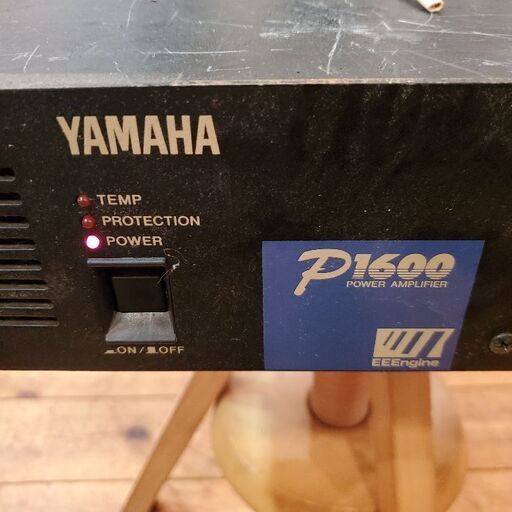 YAMAHA
TEMP
PROTECTION
POWER
ON / OFF
P1600
POWER AMPLIFIER
EEEngine